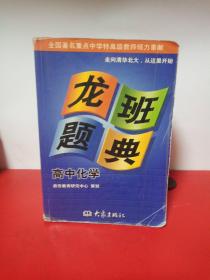 全国著名重点中学特高级教师倾力奉献
走向清华北大，从这里开始
龙班
题典
高中化学
大象出版社